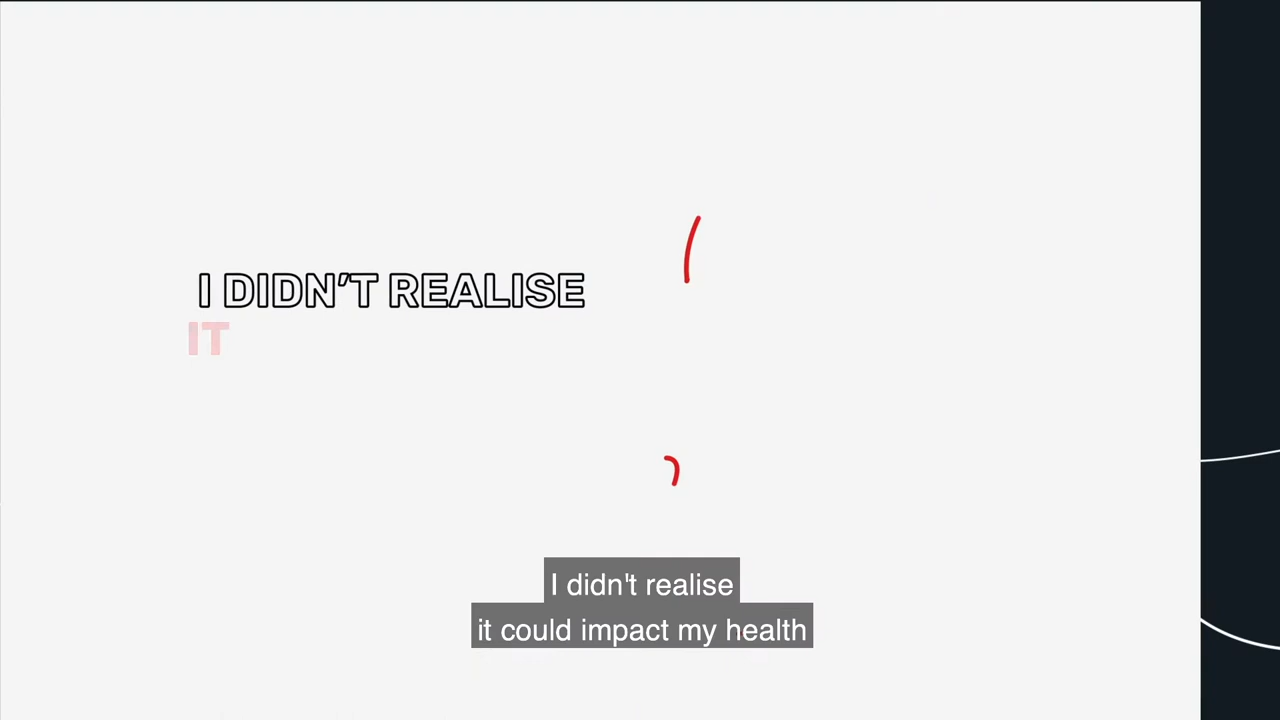 I DIDN’T REALISE
IT
I didn't realise
it could impact my health